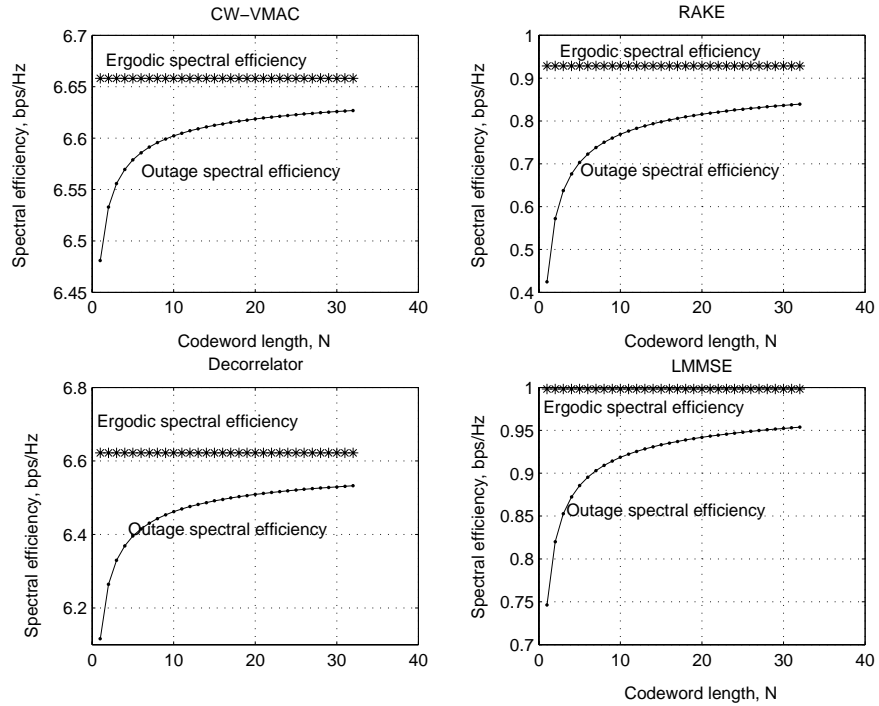 CW-VMAC
6.7
6.65
6.6
6.55
6.5
6.45
Spectral efficiency, bps/Hz
Ergodic spectral efficiency
Outage spectral efficiency
0 10 20 30 40
Codeword length, N
RAKE
1
0.9
0.8
0.7
0.6
0.5
0.4
Spectral efficiency, bps/Hz
Ergodic spectral efficiency
Outage spectral efficiency
0 10 20 30 40
Codeword length, N
Decorrelator
6.8
6.6
6.4
6.2
Spectral efficiency, bps/Hz
Ergodic spectral efficiency
Outage spectral efficiency
0 10 20 30 40
LMMSE
1
0.95
0.9
0.85
0.8
0.75
0.7
Spectral efficiency, bps/Hz
Ergodic spectral efficiency
Outage spectral efficiency
0 10 20 30 40
Codeword length, N